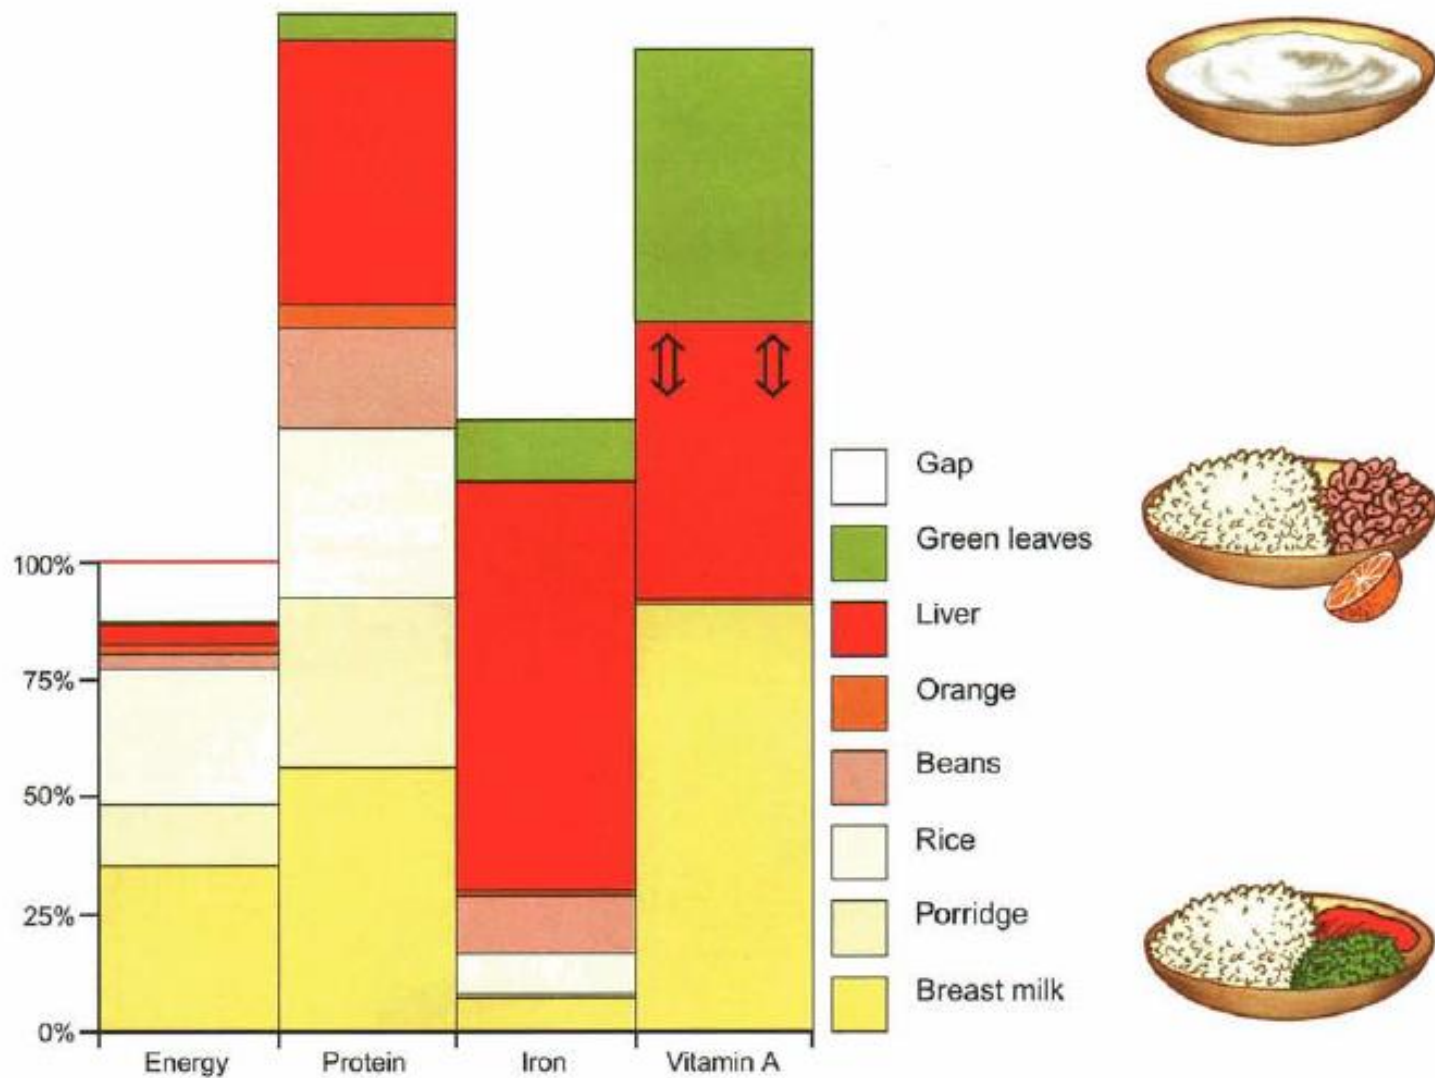 100%
75%
50%
25%
0%
Energy
Protein
Iron
Vitamin A
Gap
Green leaves
Liver
Orange
Beans
Rice
Porridge
Breast milk